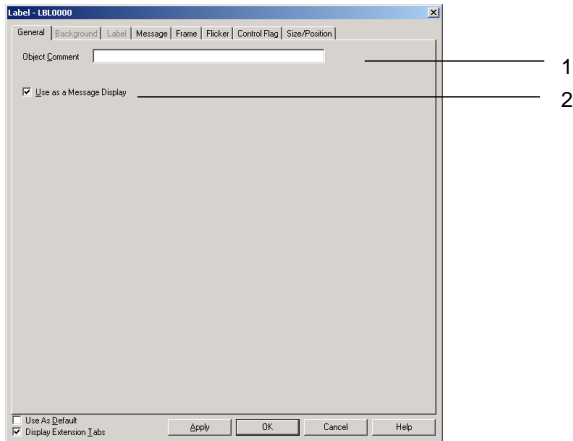 Label - LBL0000
General Background Label Message Frame Flicker Control Flag Size/Position
Object Comment 1
Use as a Message Display 2
Use As Default
Display Extension Tabs Apply OK Cancel Help